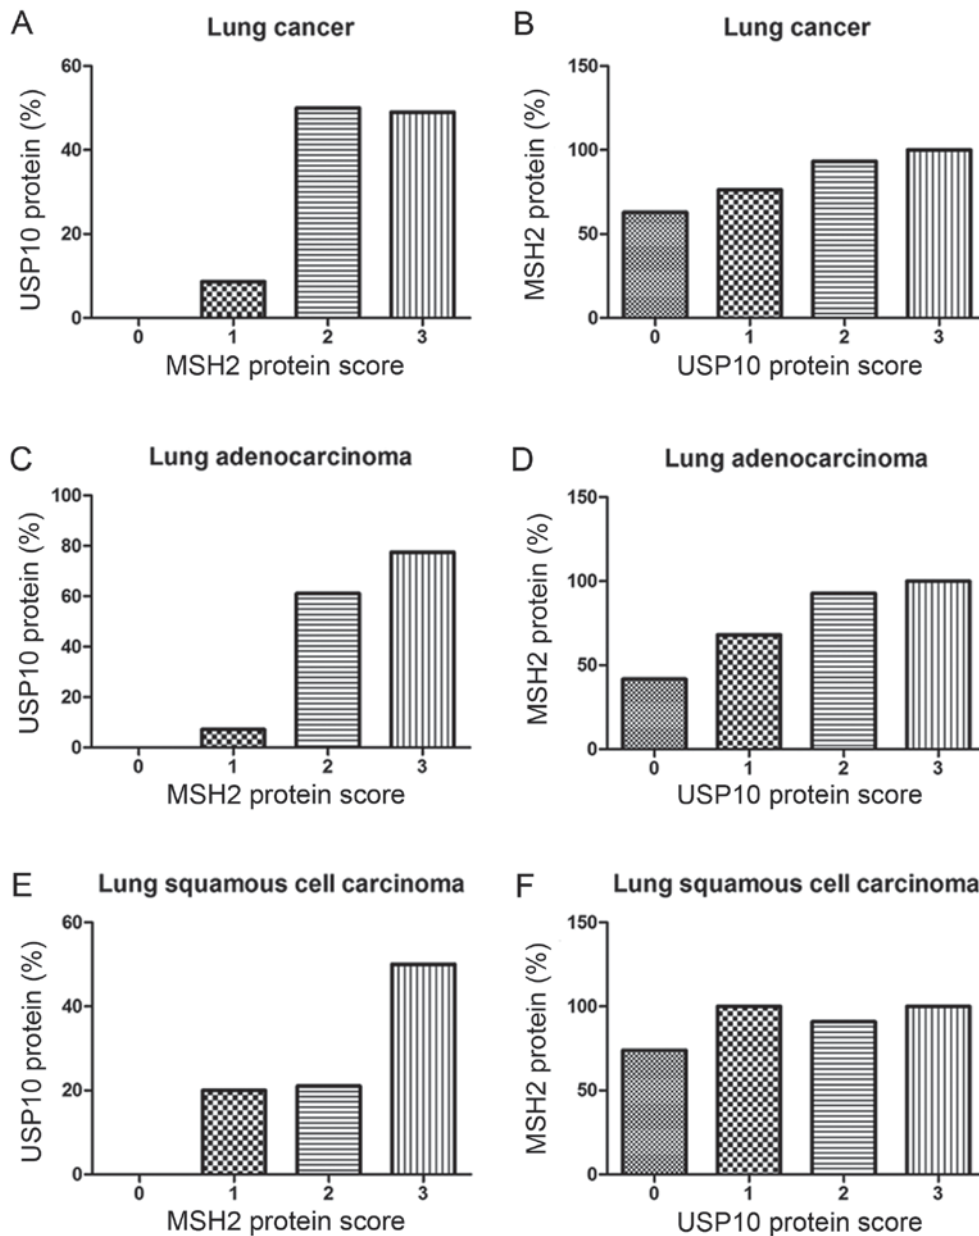 A
Lung cancer
60
40
20
0
USP10 protein (%)
0 1 2 3
MSH2 protein score
B
Lung cancer
150
100
50
0
MSH2 protein (%)
0 1 2 3
USP10 protein score
C
Lung adenocarcinoma
100
80
60
40
20
0
USP10 protein (%)
0 1 2 3
MSH2 protein score
D
Lung adenocarcinoma
150
100
50
0
MSH2 protein (%)
0 1 2 3
USP10 protein score
E
Lung squamous cell carcinoma
60
40
20
0
USP10 protein (%)
0 1 2 3
MSH2 protein score
F
Lung squamous cell carcinoma
150
100
50
0
MSH2 protein (%)
0 1 2 3
USP10 protein score